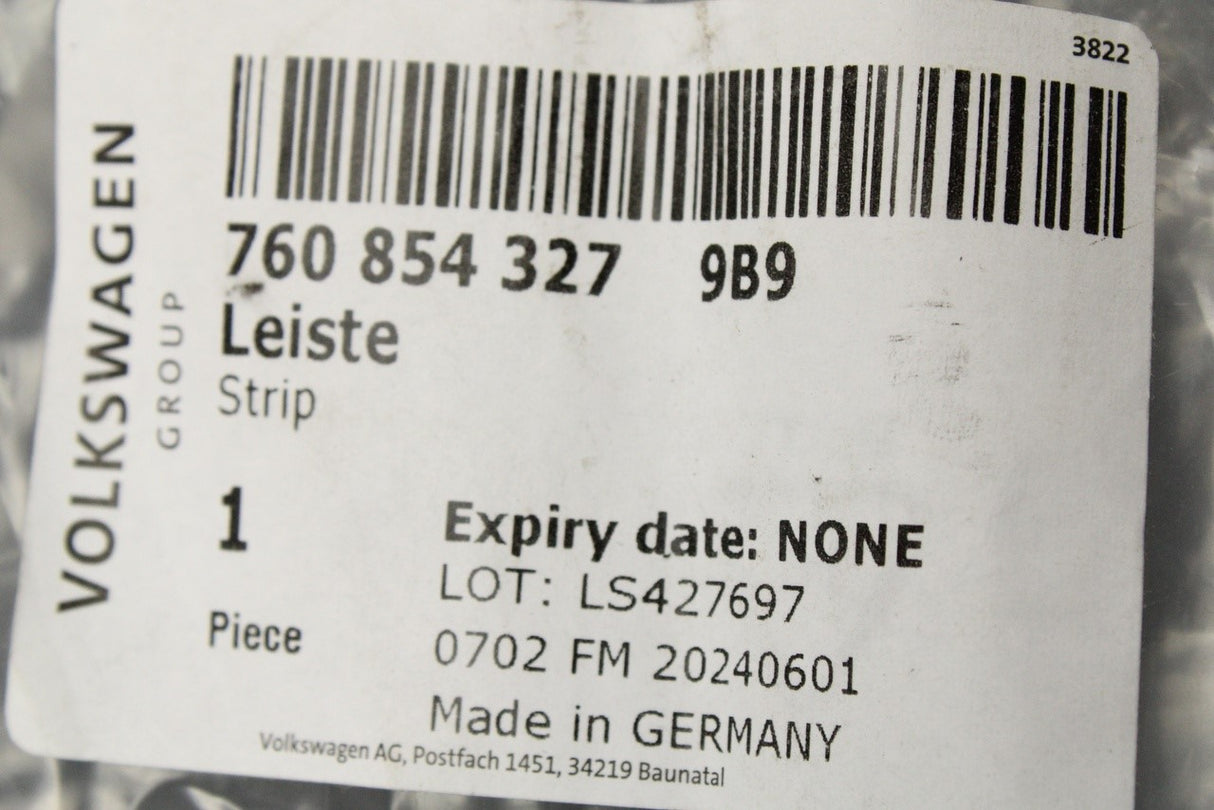 3822
760 854 327 9B9
Leiste
Strip
1
Piece
Expiry date: NONE
LOT: LS427697
0702 FM 20240601
Made in GERMANY
Volkswagen AG, Postfach 1451, 34219 Baunatal
VOLKSWAGEN
GROUP